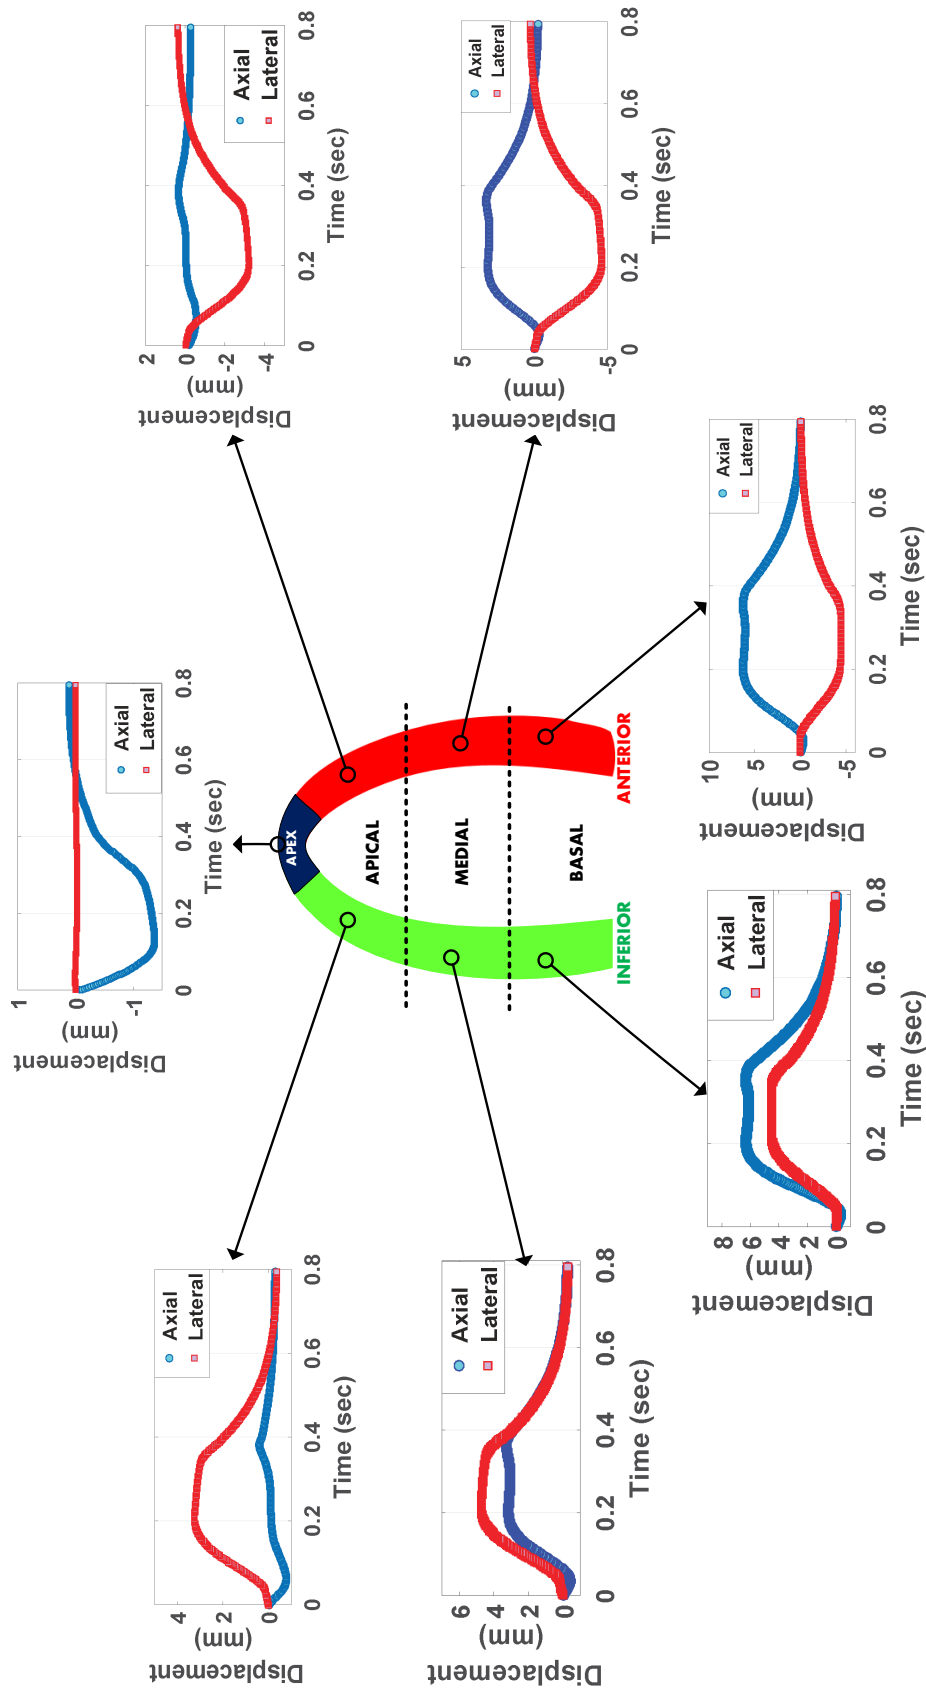 Displacement
(mm)
2
0
-2
-4
0
0.2
0.4
0.6
0.8
Time (sec)
Axial
Lateral
Displacement
(mm)
5
0
-5
0
0.2
0.4
0.6
0.8
Time (sec)
Axial
Lateral
Displacement
(mm)
1
0
-1
0
0.2
0.4
0.6
0.8
Time (sec)
Axial
Lateral
Displacement
(mm)
10
5
0
-5
0
0.2
0.4
0.6
0.8
Time (sec)
Axial
Lateral
APEX
APICAL
MEDIAL
BASAL
INFERIOR
ANTERIOR
Displacement
(mm)
4
2
0
0
0.2
0.4
0.6
0.8
Time (sec)
Axial
Lateral
Displacement
(mm)
6
4
2
0
0
0.2
0.4
0.6
0.8
Time (sec)
Axial
Lateral
Displacement
(mm)
8
6
4
2
0
0
0.2
0.4
0.6
0.8
Time (sec)
Axial
Lateral